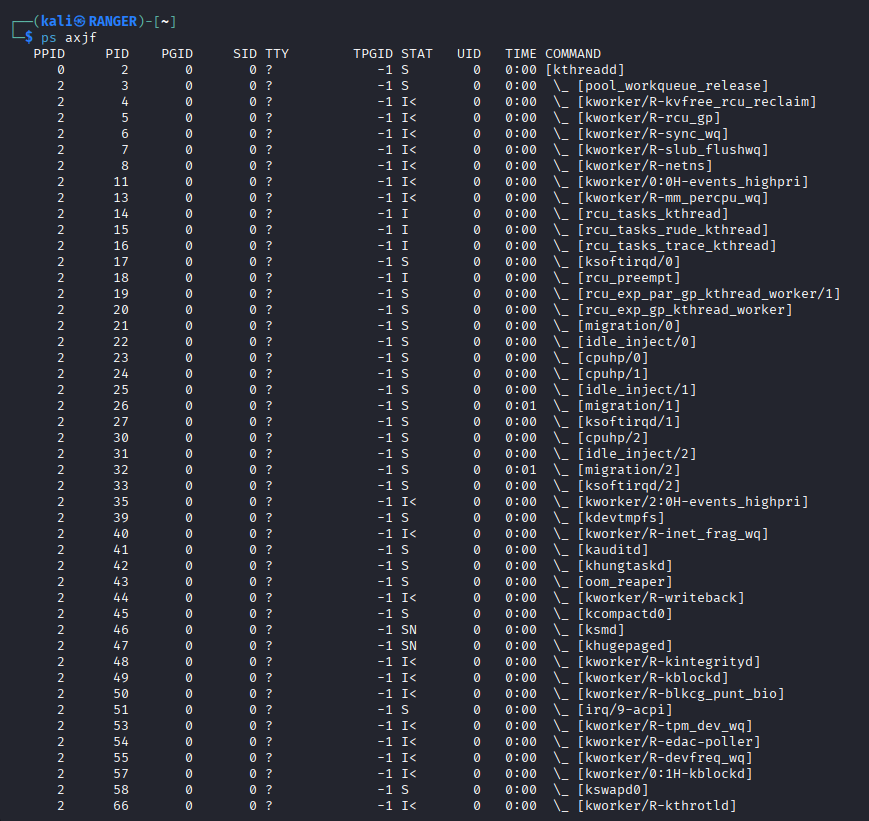 ┌──(kali㉿RANGER)-[~]
└─$ ps axjf
PPID PID PGID SID TTY TPGID STAT UID TIME COMMAND
0 2 0 0 ? -1 S 0 0:00 [kthreadd]
2 3 0 0 ? -1 S 0 0:00 \_ [pool_workqueue_release]
2 4 0 0 ? -1 I< 0 0:00 \_ [kworker/R-kvfree_rcu_reclaim]
2 5 0 0 ? -1 I< 0 0:00 \_ [kworker/R-rcu_gp]
2 6 0 0 ? -1 I< 0 0:00 \_ [kworker/R-sync_wq]
2 7 0 0 ? -1 I< 0 0:00 \_ [kworker/R-slub_flushwq]
2 8 0 0 ? -1 I< 0 0:00 \_ [kworker/R-netns]
2 11 0 0 ? -1 I< 0 0:00 \_ [kworker/0:0H-events_highpri]
2 13 0 0 ? -1 I< 0 0:00 \_ [kworker/R-mm_percpu_wq]
2 14 0 0 ? -1 I 0 0:00 \_ [rcu_tasks_kthread]
2 15 0 0 ? -1 I 0 0:00 \_ [rcu_tasks_rude_kthread]
2 16 0 0 ? -1 I 0 0:00 \_ [rcu_tasks_trace_kthread]
2 17 0 0 ? -1 S 0 0:00 \_ [ksoftirqd/0]
2 18 0 0 ? -1 I 0 0:00 \_ [rcu_preempt]
2 19 0 0 ? -1 S 0 0:00 \_ [rcu_exp_par_gp_kthread_worker/1]
2 20 0 0 ? -1 S 0 0:00 \_ [rcu_exp_gp_kthread_worker]
2 21 0 0 ? -1 S 0 0:00 \_ [migration/0]
2 22 0 0 ? -1 S 0 0:00 \_ [idle_inject/0]
2 23 0 0 ? -1 S 0 0:00 \_ [cpuhp/0]
2 24 0 0 ? -1 S 0 0:00 \_ [cpuhp/1]
2 25 0 0 ? -1 S 0 0:00 \_ [idle_inject/1]
2 26 0 0 ? -1 S 0 0:01 \_ [migration/1]
2 27 0 0 ? -1 S 0 0:00 \_ [ksoftirqd/1]
2 30 0 0 ? -1 S 0 0:00 \_ [cpuhp/2]
2 31 0 0 ? -1 S 0 0:00 \_ [idle_inject/2]
2 32 0 0 ? -1 S 0 0:01 \_ [migration/2]
2 33 0 0 ? -1 S 0 0:00 \_ [ksoftirqd/2]
2 35 0 0 ? -1 I< 0 0:00 \_ [kworker/2:0H-events_highpri]
2 39 0 0 ? -1 S 0 0:00 \_ [kdevtmpfs]
2 40 0 0 ? -1 I< 0 0:00 \_ [kworker/R-inet_frag_wq]
2 41 0 0 ? -1 S 0 0:00 \_ [kauditd]
2 42 0 0 ? -1 S 0 0:00 \_ [khungtaskd]
2 43 0 0 ? -1 S 0 0:00 \_ [oom_reaper]
2 44 0 0 ? -1 I< 0 0:00 \_ [kworker/R-writeback]
2 45 0 0 ? -1 S 0 0:00 \_ [kcompactd0]
2 46 0 0 ? -1 SN 0 0:00 \_ [ksmd]
2 47 0 0 ? -1 SN 0 0:00 \_ [khugepaged]
2 48 0 0 ? -1 I< 0 0:00 \_ [kworker/R-kintegrityd]
2 49 0 0 ? -1 I< 0 0:00 \_ [kworker/R-kblockd]
2 50 0 0 ? -1 I< 0 0:00 \_ [kworker/R-blkcg_punt_bio]
2 51 0 0 ? -1 S 0 0:00 \_ [irq/9-acpi]
2 53 0 0 ? -1 I< 0 0:00 \_ [kworker/R-tpm_dev_wq]
2 54 0 0 ? -1 I< 0 0:00 \_ [kworker/R-edac-poller]
2 55 0 0 ? -1 I< 0 0:00 \_ [kworker/R-devfreq_wq]
2 57 0 0 ? -1 I< 0 0:00 \_ [kworker/0:1H-kblockd]
2 58 0 0 ? -1 S 0 0:00 \_ [kswapd0]
2 66 0 0 ? -1 I< 0 0:00 \_ [kworker/R-kthrotld]